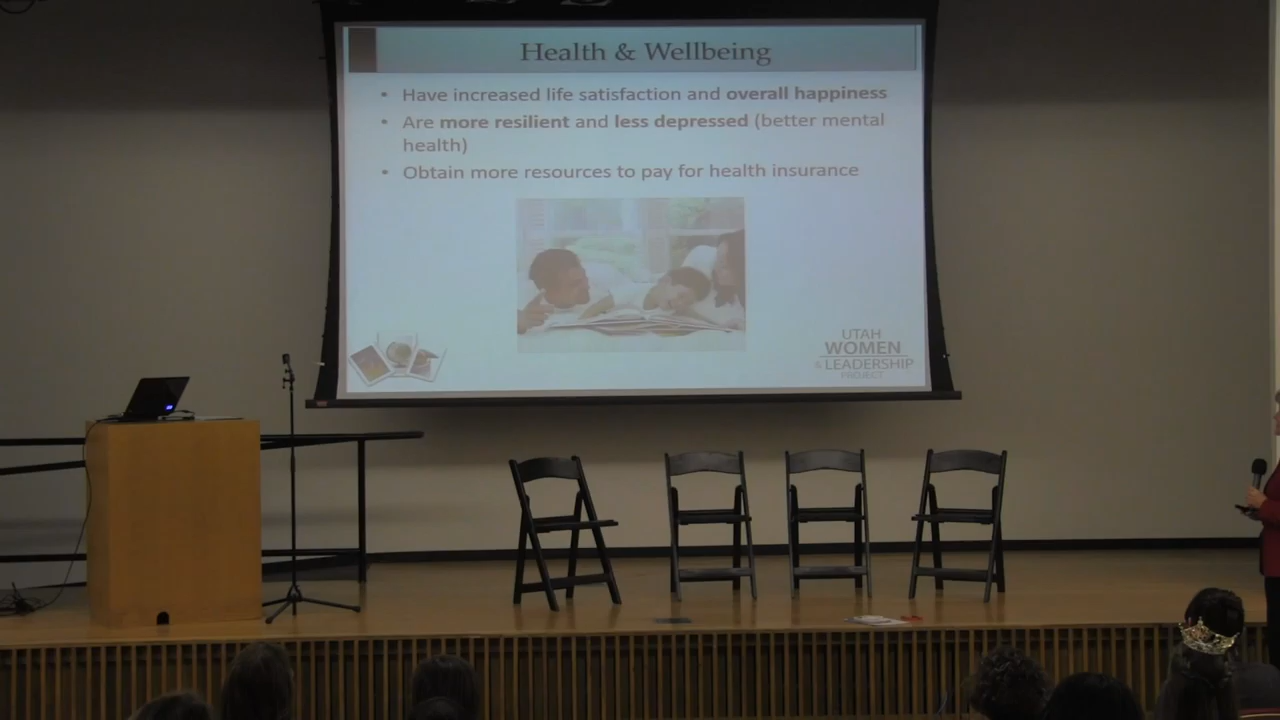 Health & Wellbeing
• Have increased life satisfaction and overall happiness
• Are more resilient and less depressed (better mental
health)
• Obtain more resources to pay for health insurance
UTAH
WOMEN
& LEADERSHIP
PROJECT